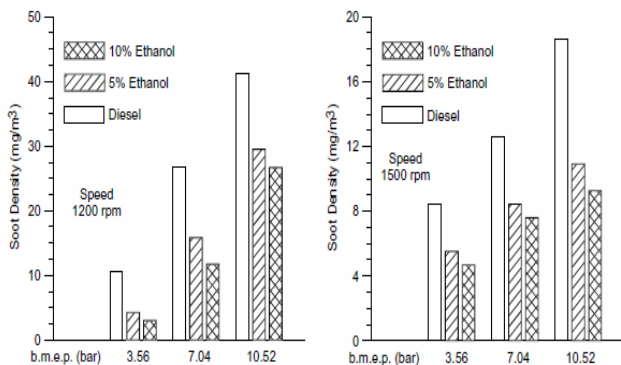 50
40
30
20
10
0
Soot Density (mg/m³)
10% Ethanol
5% Ethanol
Diesel
Speed
1200 rpm
b.m.e.p. (bar) 3.56 7.04 10.52
20
16
12
8
4
0
Soot Density (mg/m³)
10% Ethanol
5% Ethanol
Diesel
Speed
1500 rpm
b.m.e.p. (bar) 3.56 7.04 10.52